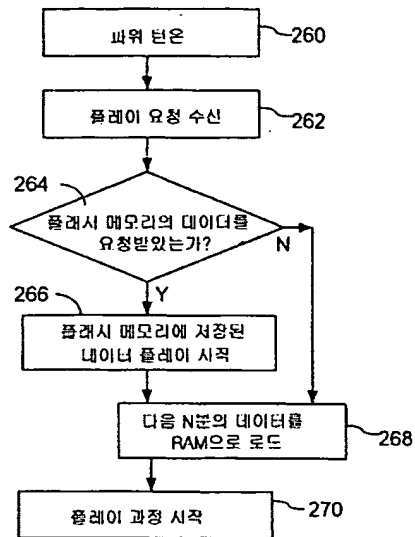 파워 턴온
260
플레이 요청 수신
262
264
플래시 메모리의 데이터를
요청받았는가?
N
Y
266
플래시 메모리에 저장된
데이터 플레이 시작
다음 N분의 데이터를
RAM으로 로드
268
플레이 과정 시작
270